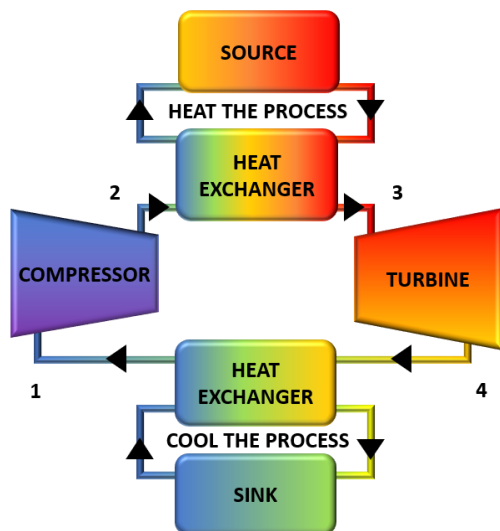 SOURCE
HEAT THE PROCESS
HEAT
EXCHANGER
2
3
COMPRESSOR
TURBINE
1
HEAT
EXCHANGER
4
COOL THE PROCESS
SINK